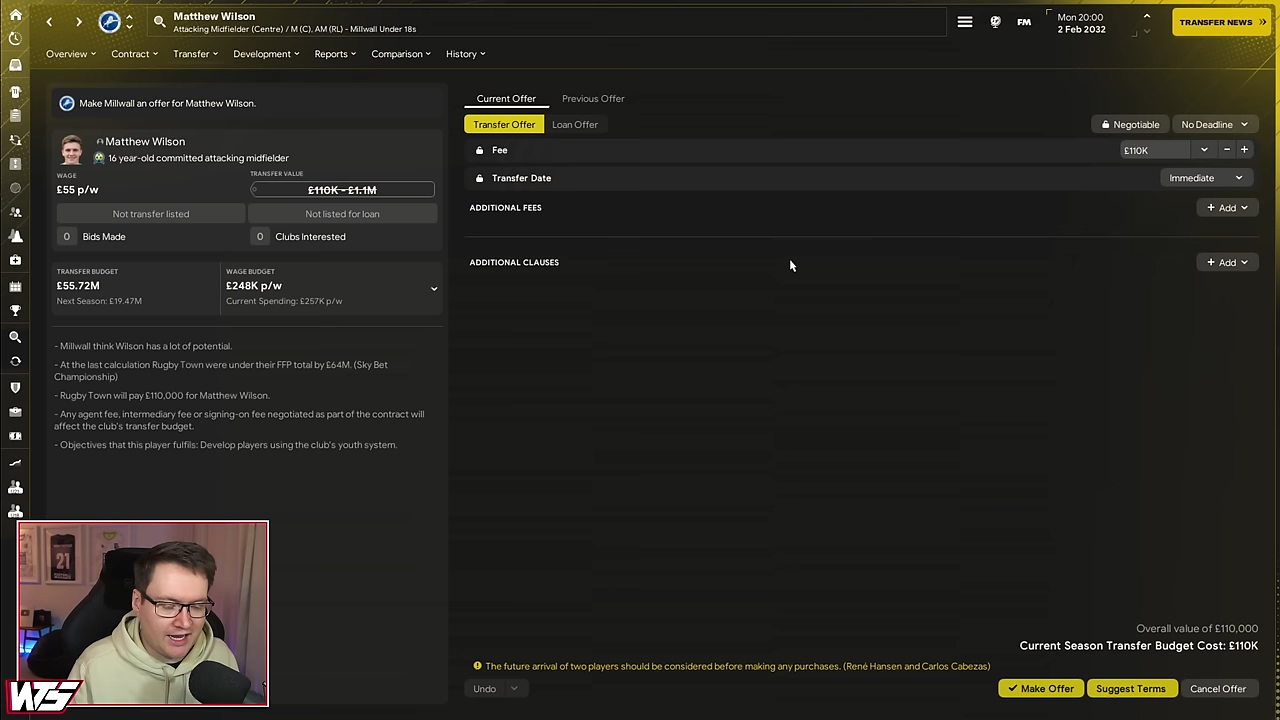 Matthew Wilson
Attacking Midfielder (Centre) / M (C), AM (RL) - Millwall Under 18s
FM
Mon 20:00
2 Feb 2032
TRANSFER NEWS
Overview
Contract
Transfer
Development
Reports
Comparison
History
Make Millwall an offer for Matthew Wilson.
Current Offer
Previous Offer
Transfer Offer
Loan Offer
Negotiable
No Deadline
Matthew Wilson
16 year-old committed attacking midfielder
Fee
£110K
WAGE
TRANSFER VALUE
£55 p/w
£110K - £1.1M
Transfer Date
Immediate
Not transfer listed
Not listed for loan
ADDITIONAL FEES
+ Add
0 Bids Made
0 Clubs Interested
ADDITIONAL CLAUSES
+ Add
TRANSFER BUDGET
WAGE BUDGET
£55.72M
£248K p/w
Next Season: £19.47M
Current Spending: £257K p/w
- Millwall think Wilson has a lot of potential.
- At the last calculation Rugby Town were under their FFP total by £64M. (Sky Bet
Championship)
- Rugby Town will pay £110,000 for Matthew Wilson.
- Any agent fee, intermediary fee or signing-on fee negotiated as part of the contract will
affect the club's transfer budget.
- Objectives that this player fulfils: Develop players using the club's youth system.
21
WTS
Overall value of £110,000
Current Season Transfer Budget Cost: £110K
The future arrival of two players should be considered before making any purchases. (René Hansen and Carlos Cabezas)
Undo
Make Offer
Suggest Terms
Cancel Offer